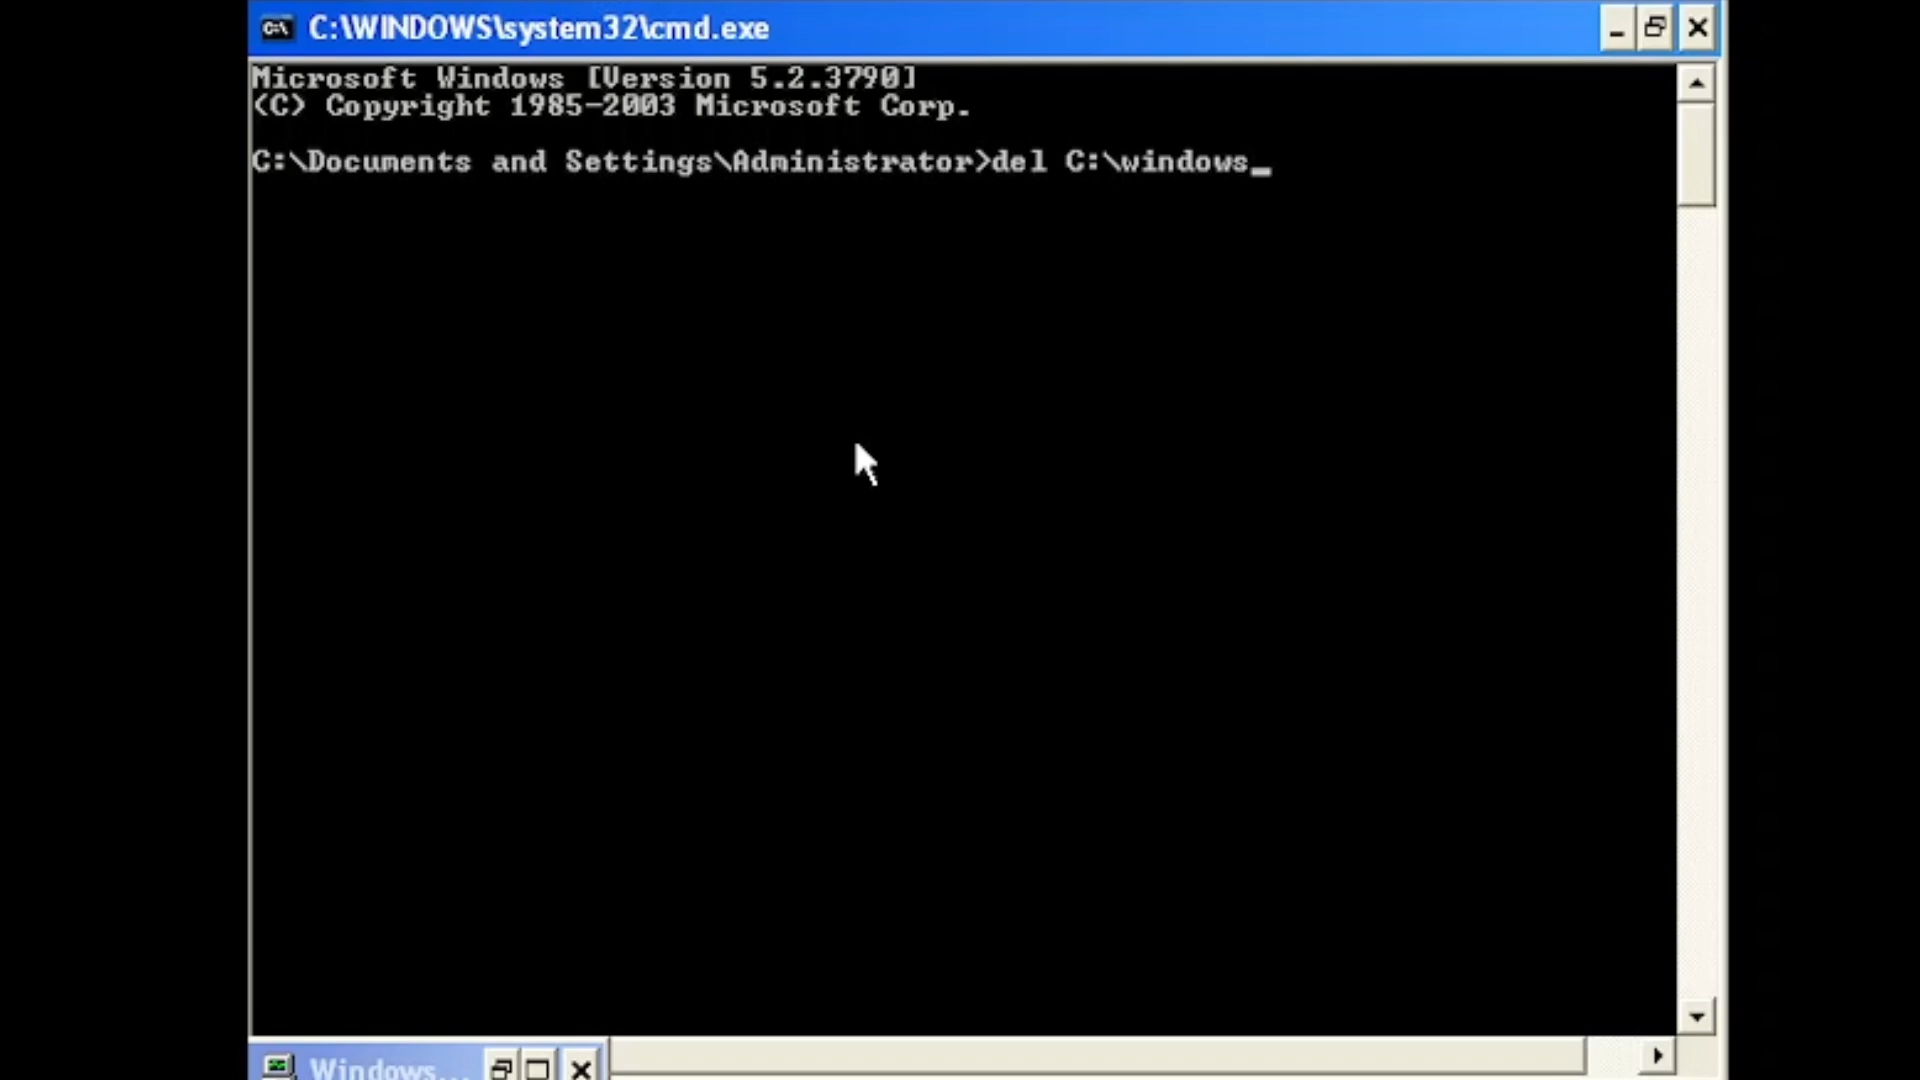 C:\WINDOWS\system32\cmd.exe
Microsoft Windows [Version 5.2.3790]
(C) Copyright 1985-2003 Microsoft Corp.
C:\Documents and Settings\Administrator>del C:\windows_
Windows...